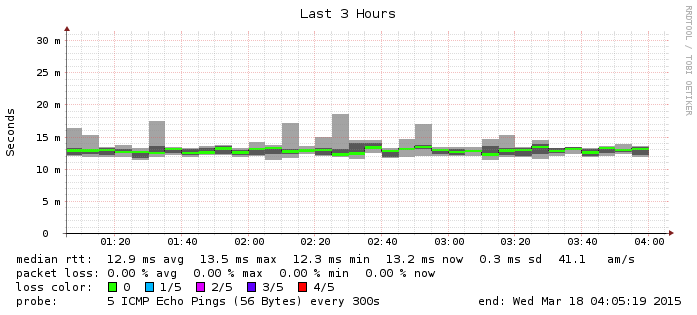 Last 3 Hours
RRDTOOL / TOBI OETIKER
Seconds
30 m
25 m
20 m
15 m
10 m
5 m
0
01:20 01:40 02:00 02:20 02:40 03:00 03:20 03:40 04:00
median rtt: 12.9 ms avg 13.5 ms max 12.3 ms min 13.2 ms now 0.3 ms sd 41.1 am/s
packet loss: 0.00 % avg 0.00 % max 0.00 % min 0.00 % now
loss color: 0 1/5 2/5 3/5 4/5
probe: 5 ICMP Echo Pings (56 Bytes) every 300s end: Wed Mar 18 04:05:19 2015